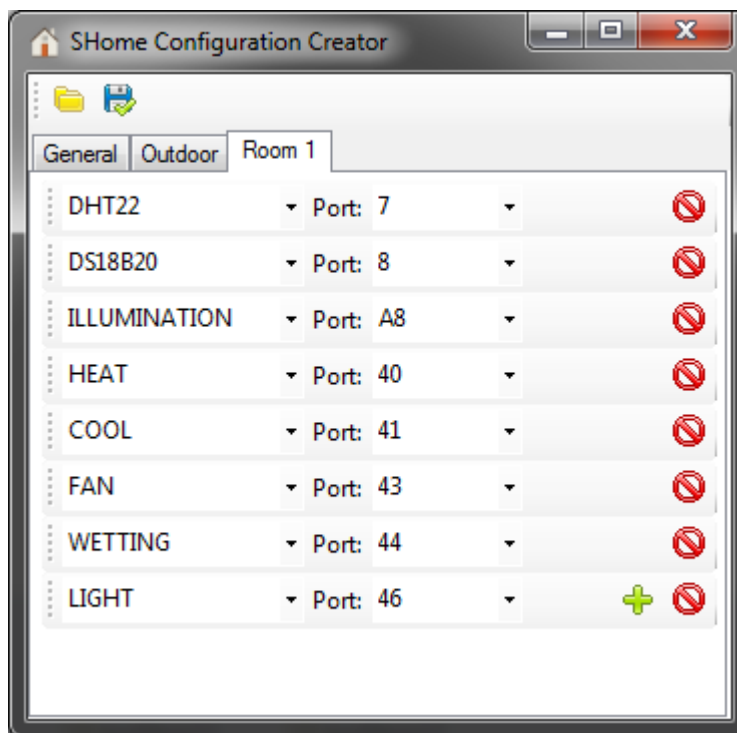 SHome Configuration Creator
General Outdoor Room 1
DHT22 Port: 7
DS18B20 Port: 8
ILLUMINATION Port: A8
HEAT Port: 40
COOL Port: 41
FAN Port: 43
WETTING Port: 44
LIGHT Port: 46